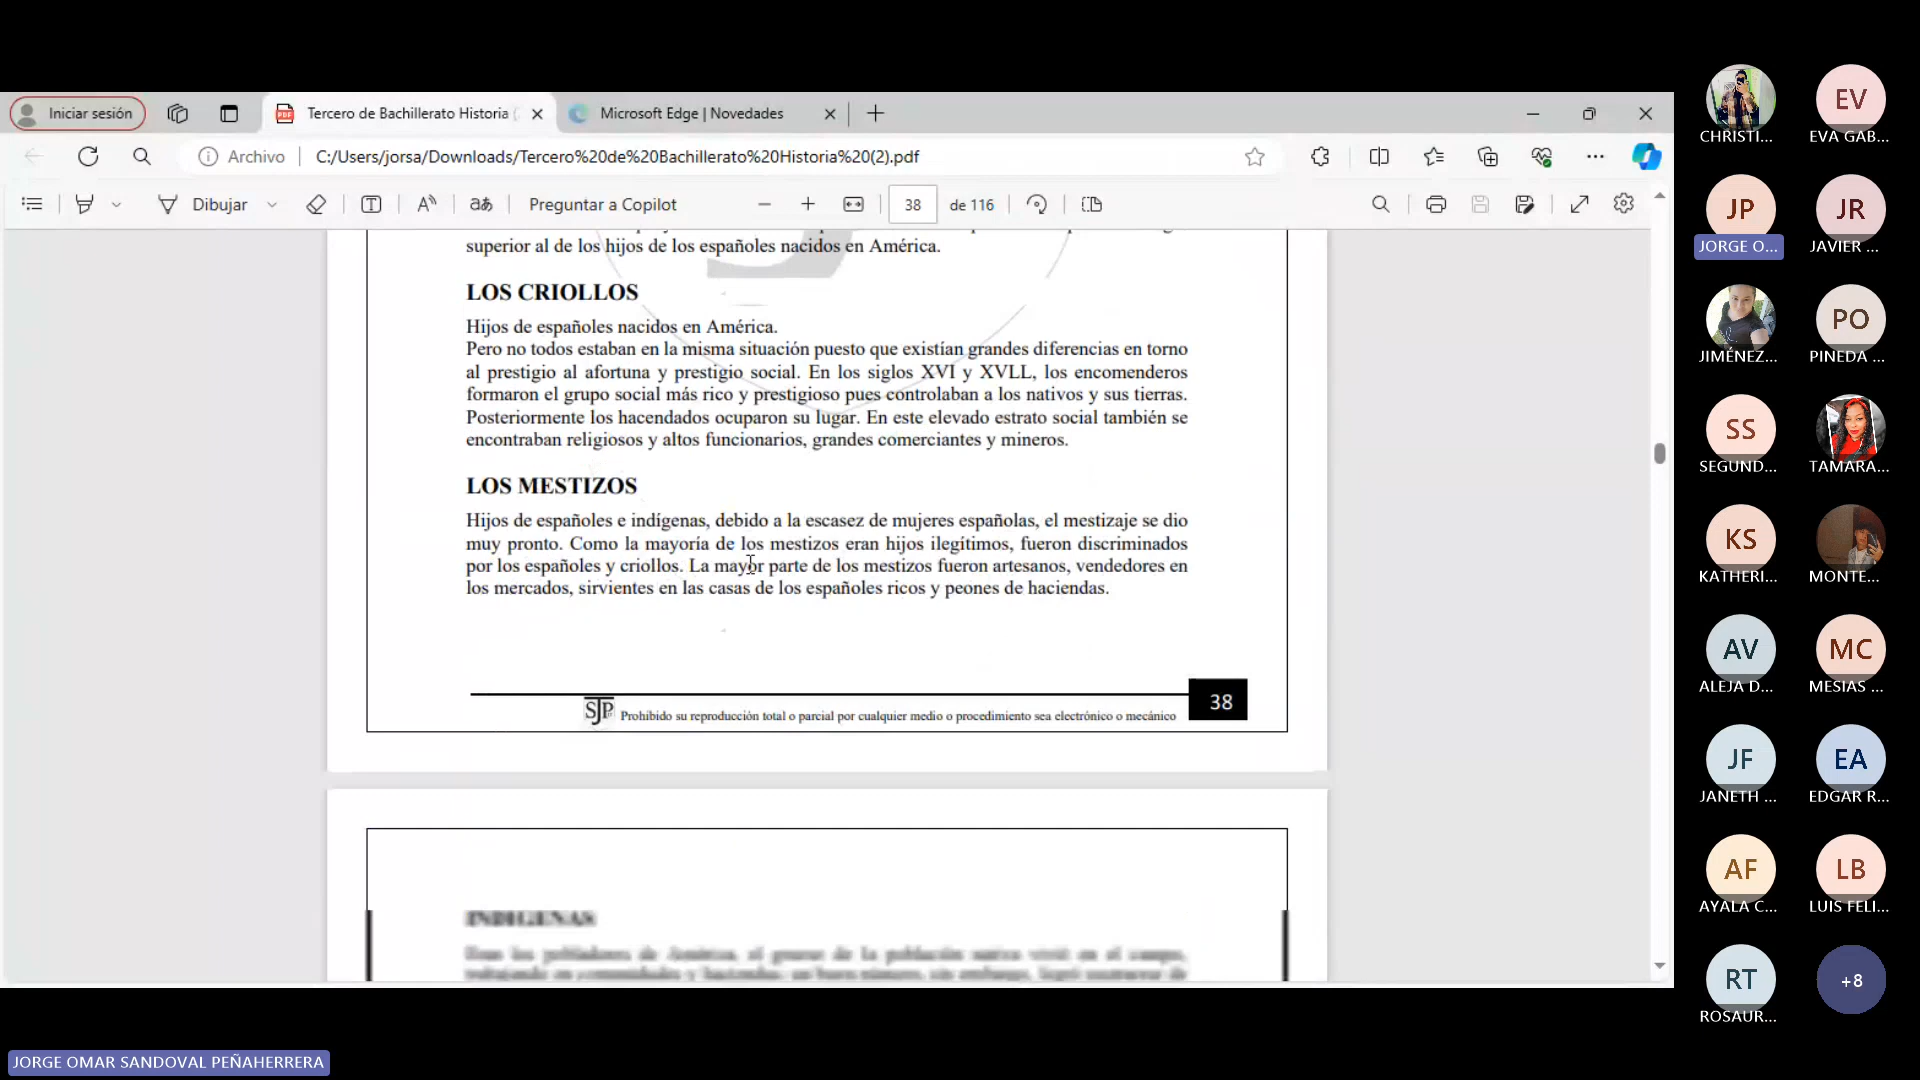 Iniciar sesión
Tercero de Bachillerato Historia (
Microsoft Edge | Novedades
Archivo
C:/Users/jorsa/Downloads/Tercero%20de%20Bachillerato%20Historia%20(2).pdf
Dibujar
Preguntar a Copilot
38
de 116
superior al de los hijos de los españoles nacidos en América.
LOS CRIOLLOS
Hijos de españoles nacidos en América.
Pero no todos estaban en la misma situación puesto que existían grandes diferencias en torno
al prestigio al afortuna y prestigio social. En los siglos XVI y XVLL, los encomenderos
formaron el grupo social más rico y prestigioso pues controlaban a los nativos y sus tierras.
Posteriormente los hacendados ocuparon su lugar. En este elevado estrato social también se
encontraban religiosos y altos funcionarios, grandes comerciantes y mineros.
LOS MESTIZOS
Hijos de españoles e indígenas, debido a la escasez de mujeres españolas, el mestizaje se dio
muy pronto. Como la mayoría de los mestizos eran hijos ilegítimos, fueron discriminados
por los españoles y criollos. La mayor parte de los mestizos fueron artesanos, vendedores en
los mercados, sirvientes en las casas de los españoles ricos y peones de haciendas.
SJP
Prohibido su reproducción total o parcial por cualquier medio o procedimiento sea electrónico o mecánico
38
INDIGENAS
CHRISTI...
EV
EVA GAB...
JP
JORGE O...
JR
JAVIER ...
JIMÉNEZ...
PO
PINEDA ...
SS
SEGUND...
TAMARA...
KS
KATHERI...
MONTE...
AV
ALEJA D...
MC
MESIAS ...
JF
JANETH ...
EA
EDGAR R...
AF
AYALA C...
LB
LUIS FELI...
RT
ROSAUR...
+8
JORGE OMAR SANDOVAL PEÑAHERRERA